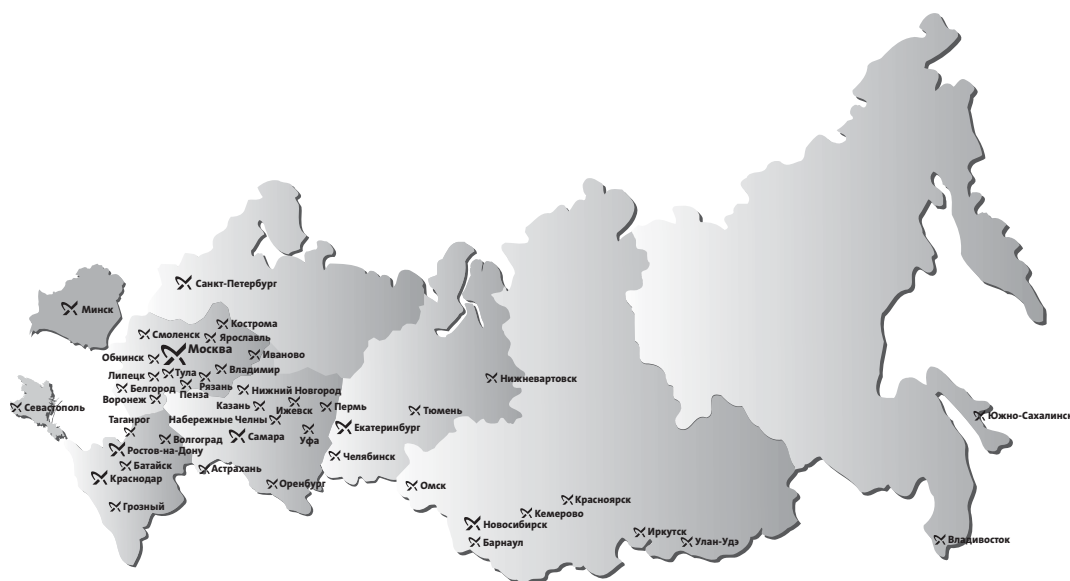 Санкт-Петербург
Минск
Кострома
Смоленск
Ярославль
Москва
Обнинск
Иваново
Владимир
Тула
Липецк
Рязань
Нижневартовск
Белгород
Пенза
Нижний Новгород
Воронеж
Казань
Ижевск
Пермь
Севастополь
Тюмень
Южно-Сахалинск
Таганрог
Набережные Челны
Екатеринбург
Волгоград
Самара
Уфа
Ростов-на-Дону
Челябинск
Батайск
Астрахань
Краснодар
Оренбург
Омск
Красноярск
Грозный
Кемерово
Новосибирск
Иркутск
Барнаул
Улан-Удэ
Владивосток